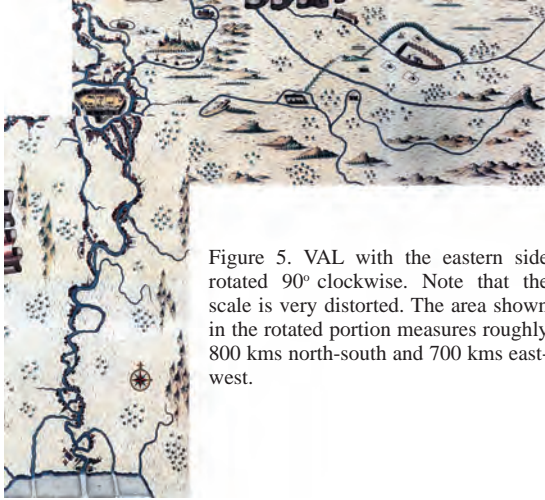 Figure 5. VAL with the eastern side
rotated 90º clockwise. Note that the
scale is very distorted. The area shown
in the rotated portion measures roughly
800 kms north-south and 700 kms east-
west.